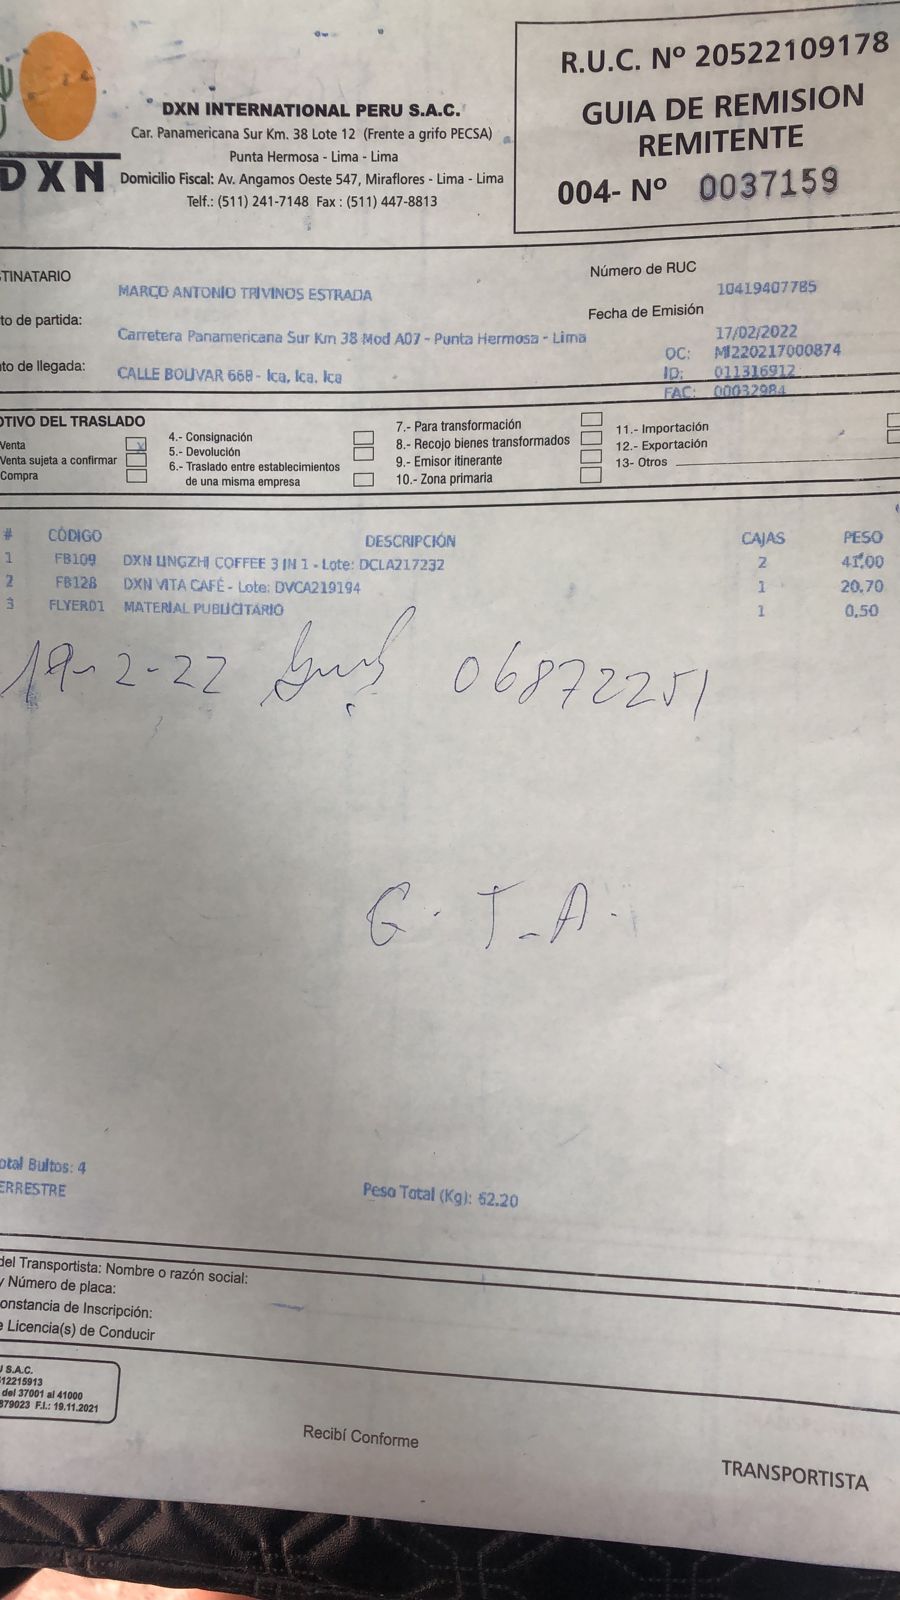 R.U.C. Nº 20522109178
GUIA DE REMISION
REMITENTE
004- Nº 0037159
DXN
DXN INTERNATIONAL PERU S.A.C.
Car. Panamericana Sur Km. 38 Lote 12 (Frente a grifo PECSA)
Punta Hermosa - Lima - Lima
Domicilio Fiscal: Av. Angamos Oeste 547, Miraflores - Lima - Lima
Telf.: (511) 241-7148 Fax : (511) 447-8813
TINATARIO
MARCO ANTONIO TRIVINOS ESTRADA
Número de RUC
10419407785
to de partida:
Carretera Panamericana Sur Km 38 Mod A07 - Punta Hermosa - Lima
Fecha de Emisión
17/02/2022
OC: MI220217000874
nto de llegada:
CALLE BOLIVAR 668 - Ica, Ica, Ica
ID: 011316912
FAC: 00032984
OTIVO DEL TRASLADO
Venta X
Venta sujeta a confirmar
Compra
4.- Consignación
5.- Devolución
6.- Traslado entre establecimientos
de una misma empresa
7.- Para transformación
8.- Recojo bienes transformados
9.- Emisor itinerante
10.- Zona primaria
11.- Importación
12.- Exportación
13- Otros
# CÓDIGO DESCRIPCIÓN CAJAS PESO
1 FB109 DXN LINGZHI COFFEE 3 IN 1 - Lote: DCLA217232 2 41,00
2 FB128 DXN VITA CAFÉ - Lote: DVCA219194 1 20,70
3 FLYER01 MATERIAL PUBLICITARIO 1 0,50
19-2-22 06872251
G. T-A.
otal Bultos: 4
ERRESTRE
Peso Total (Kg): 62.20
del Transportista: Nombre o razón social:
y Número de placa:
onstancia de Inscripción:
e Licencia(s) de Conducir
U S.A.C.
12215913
del 37001 al 41000
879023 F.I.: 19.11.2021
Recibí Conforme
TRANSPORTISTA